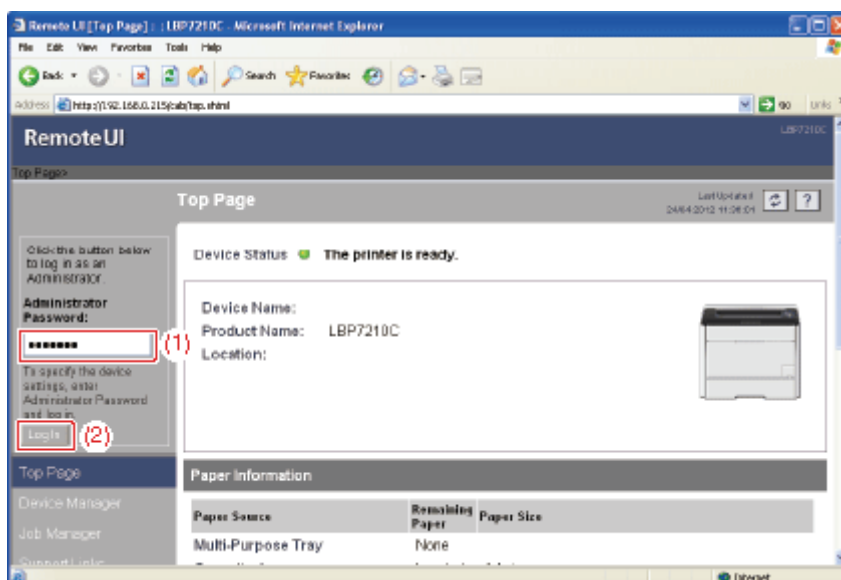 Remote UI [Top Page] : : LBP7210C - Microsoft Internet Explorer
File Edit View Favorites Tools Help
Back Search Favorites
Address http://192.168.0.215/cab/top.shtml Go Links
Remote UI
LBP7210C
Top Page>
Top Page
Last Updated
24/04/2012 11:36:01
?
Click the button below
to log in as an
Administrator.
Administrator
Password:
•••••••
(1)
To specify the device
settings, enter
Administrator Password
and log in.
Log In
(2)
Device Status The printer is ready.
Device Name:
Product Name: LBP7210C
Location:
Top Page
Device Manager
Job Manager
Support Links
Paper Information
Paper Source Remaining Paper Paper Size
Multi-Purpose Tray None
Internet